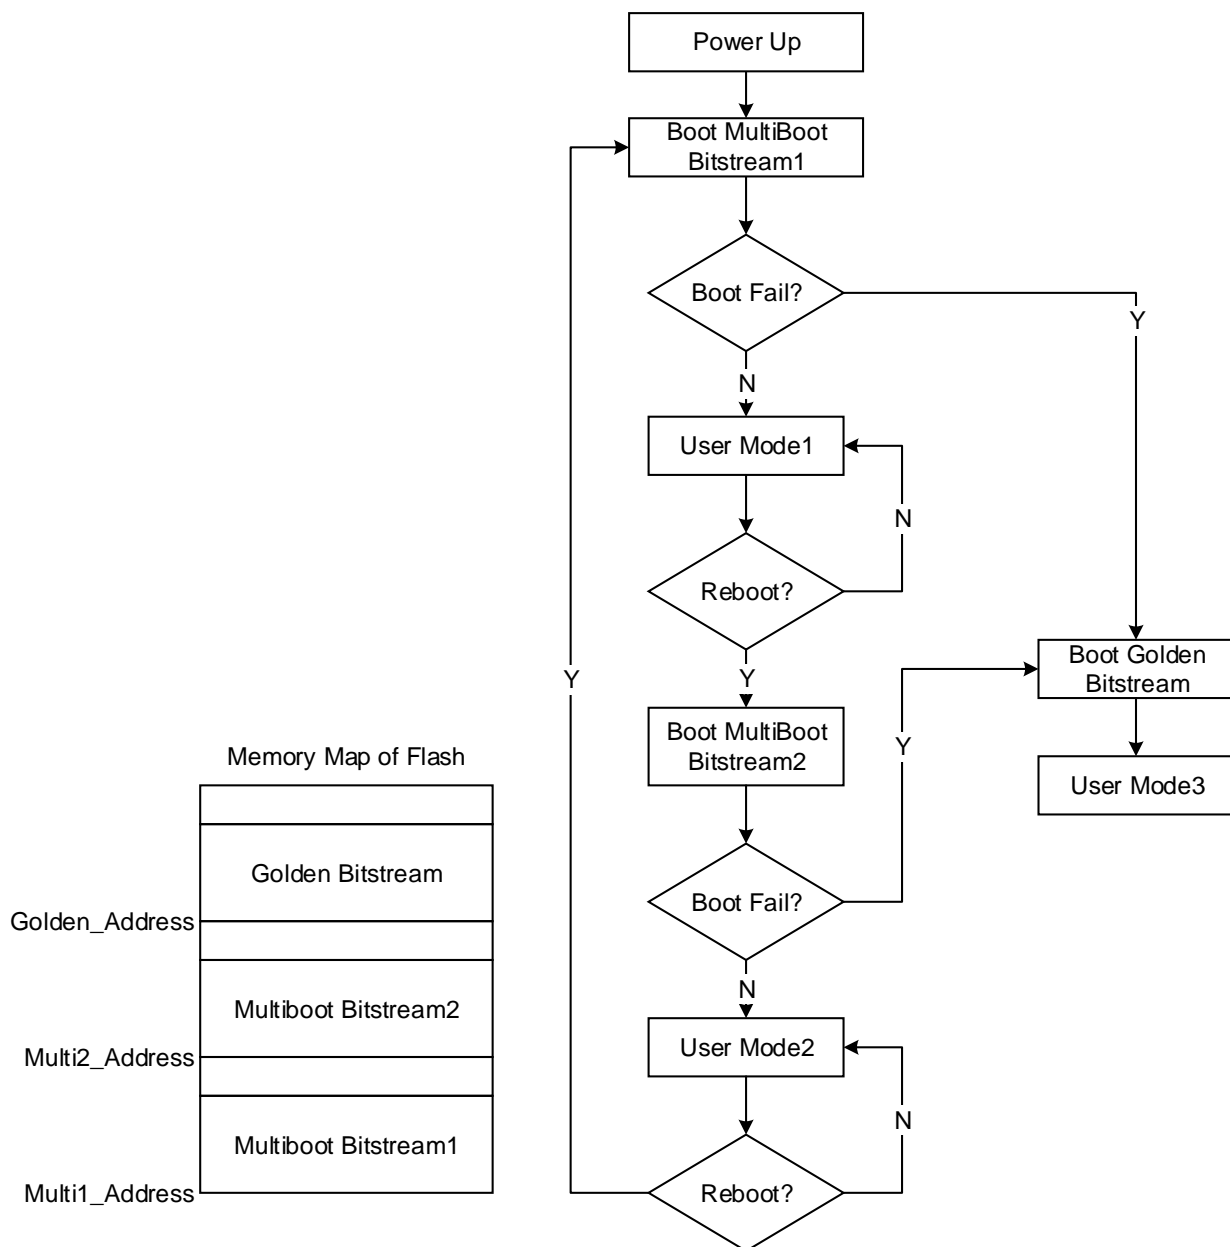 Power Up
Boot MultiBoot
Bitstream1
Boot Fail?
Y
N
User Mode1
N
Reboot?
Y
Y
Boot MultiBoot
Bitstream2
Y
Boot Golden
Bitstream
User Mode3
Boot Fail?
N
User Mode2
N
Reboot?
Memory Map of Flash
Golden Bitstream
Golden_Address
Multiboot Bitstream2
Multi2_Address
Multiboot Bitstream1
Multi1_Address